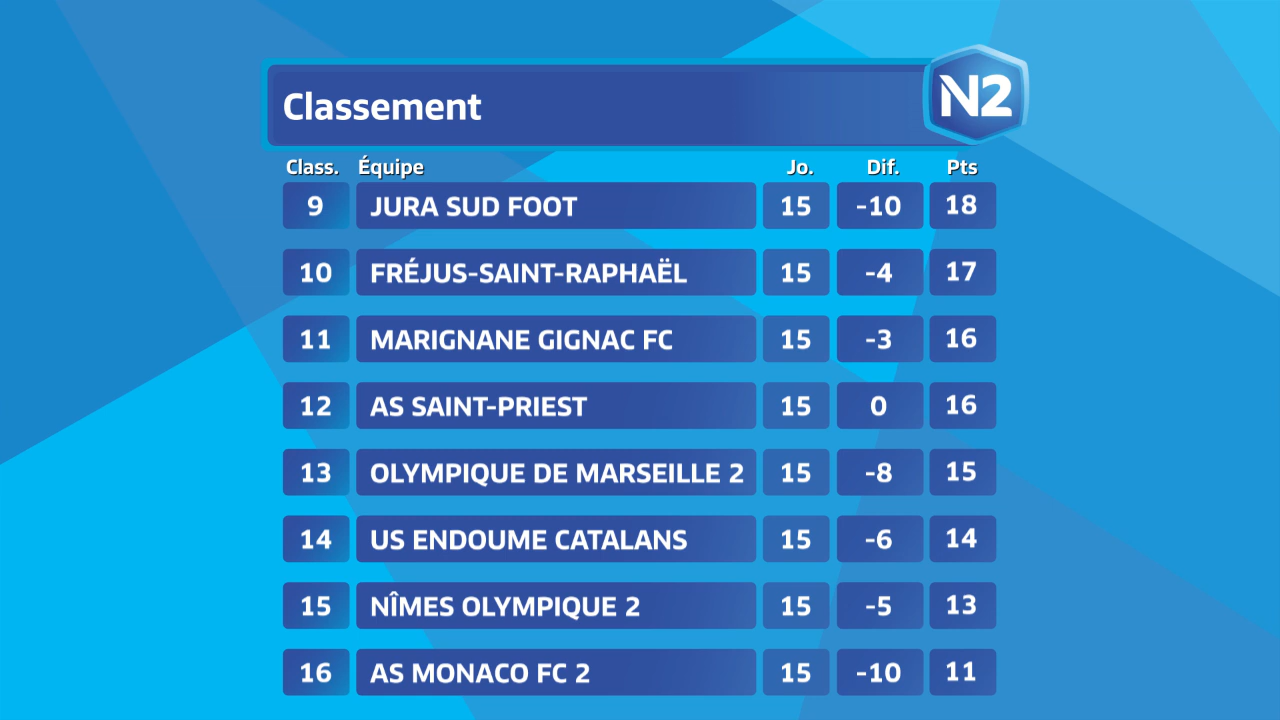 Classement
N2
Class. Équipe Jo. Dif. Pts
9 JURA SUD FOOT 15 -10 18
10 FRÉJUS-SAINT-RAPHAËL 15 -4 17
11 MARIGNANE GIGNAC FC 15 -3 16
12 AS SAINT-PRIEST 15 0 16
13 OLYMPIQUE DE MARSEILLE 2 15 -8 15
14 US ENDOUME CATALANS 15 -6 14
15 NÎMES OLYMPIQUE 2 15 -5 13
16 AS MONACO FC 2 15 -10 11